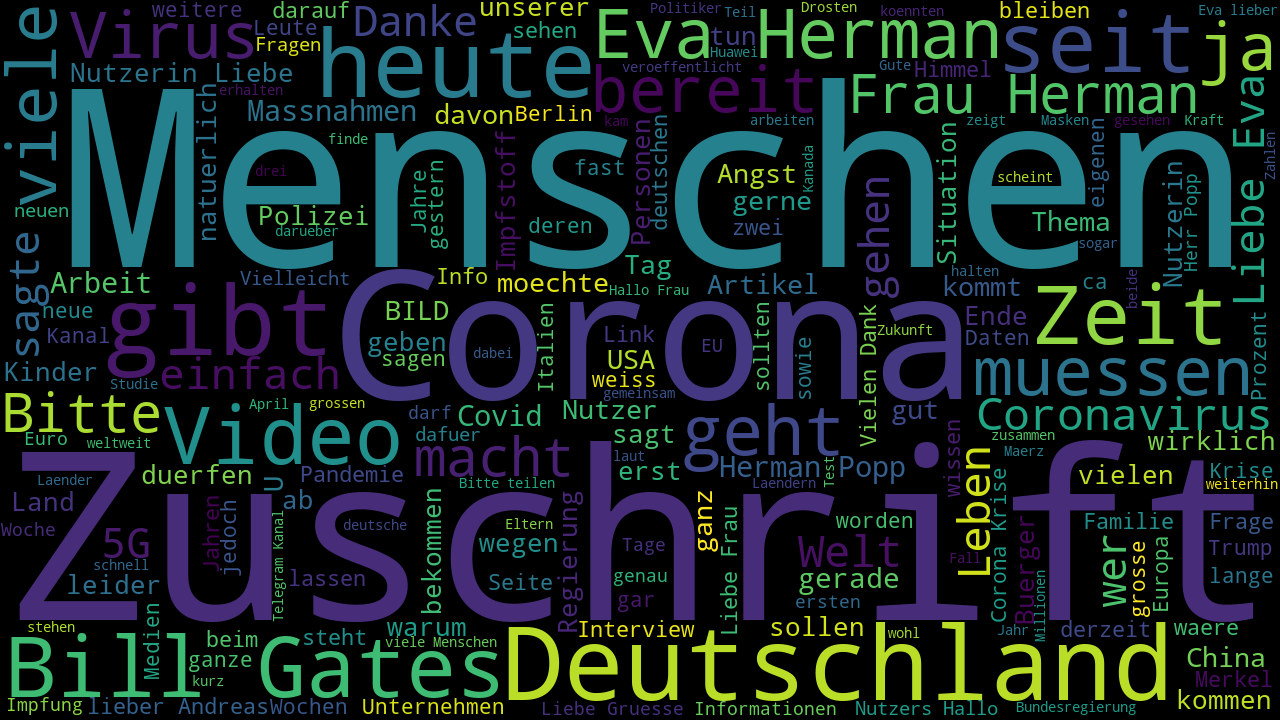 weitere
darauf
Danke
unserer
Politiker
Teil
Drosten
koennten
bleiben
Eva lieber
Virus
Leute
Fragen
heute
sehen
Eva Herman
tun
Huawei
seit
ja
viele
Nutzerin Liebe
erhalten
veroeffentlicht
bereit
Gute
Himmel
Frau Herman
Liebe Eva
natuerlich
Massnahmen
davon
Berlin
kam
arbeiten
zeigt
Masken
gesehen
Kraft
Zahlen
Menschen
finde
drei
Polizei
darueber
Jahre
gestern
Impfstoff
fast
deren
Personen
deutschen
Angst
gerne
zwei
Kanada
gehen
Situation
scheint
Thema
sogar
eigenen
Nutzerin
Herr Popp
neuen
sagte
Arbeit
Vielleicht
Info
moechte
Tag
Hallo Frau
Artikel
halten
kommt
ca
beide
neue
Kanal
gibt
Corona
BILD
geben
sagen
dabei
Italien
Link
USA
weiss
gemeinsam
EU
sollten
sowie
Vielen Dank
Zukunft
Ende
Daten
Zeit
Prozent
Kinder
Studie
einfach
muessen
Bitte
April
grossen
darf
dafuer
Covid
Nutzer
sagt
geht
gut
Wissen
Coronavirus
zusammen
Maerz
wirklich
Euro
weltweit
Video
macht
laut
erst
Herman Popp
Test
Leben
vielen
Krise
weiterhin
Laender
duerfen
Pandemie
Bitte teilen
Laendern
Zuschrift
Land
Woche
5G
schnell
leider
Jahren
jedoch
U
ab
Telegram Kanal
deutsche
lassen
bekommen
Eltern
wegen
Seite
Regierung
Tage
genau
gar
ganz
Liebe Frau
worden
Welt
gerade
ersten
Fall
Corona Krise
Buerger
Millionen
Familie
wer
grosse
Europa
Frage
Trump
lange
stehen
Medien
beim
ganze
kurz
steht
warum
viele Menschen
Interview
sollen
wohl
Jahr
derzeit
waere
China
Merkel
Bill Gates
Deutschland
Impfung
lieber Andreas
Wochen
Unternehmen
Liebe Gruesse
Informationen
Nutzers Hallo
Bundesregierung
kommen